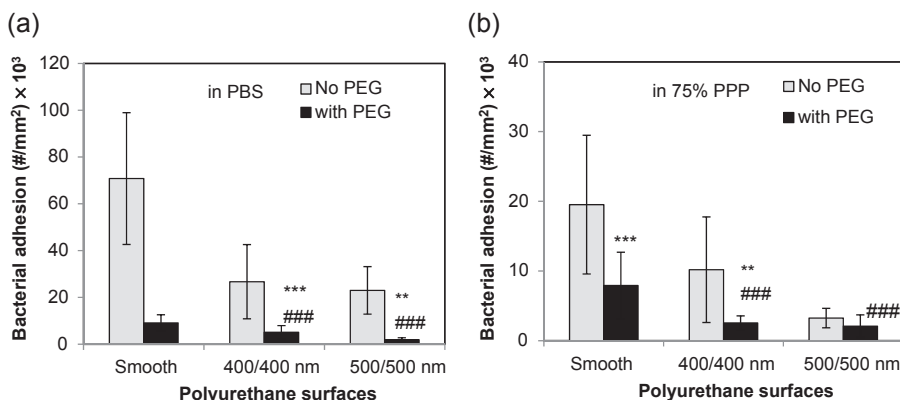 (a)
Bacterial adhesion (#/mm²) × 10³
120
100
80
60
40
20
0
in PBS
No PEG
with PEG
***
###
**
###
Smooth
400/400 nm
500/500 nm
Polyurethane surfaces
(b)
Bacterial adhesion (#/mm²) × 10³
40
30
20
10
0
in 75% PPP
No PEG
with PEG
***
**
###
###
Smooth
400/400 nm
500/500 nm
Polyurethane surfaces